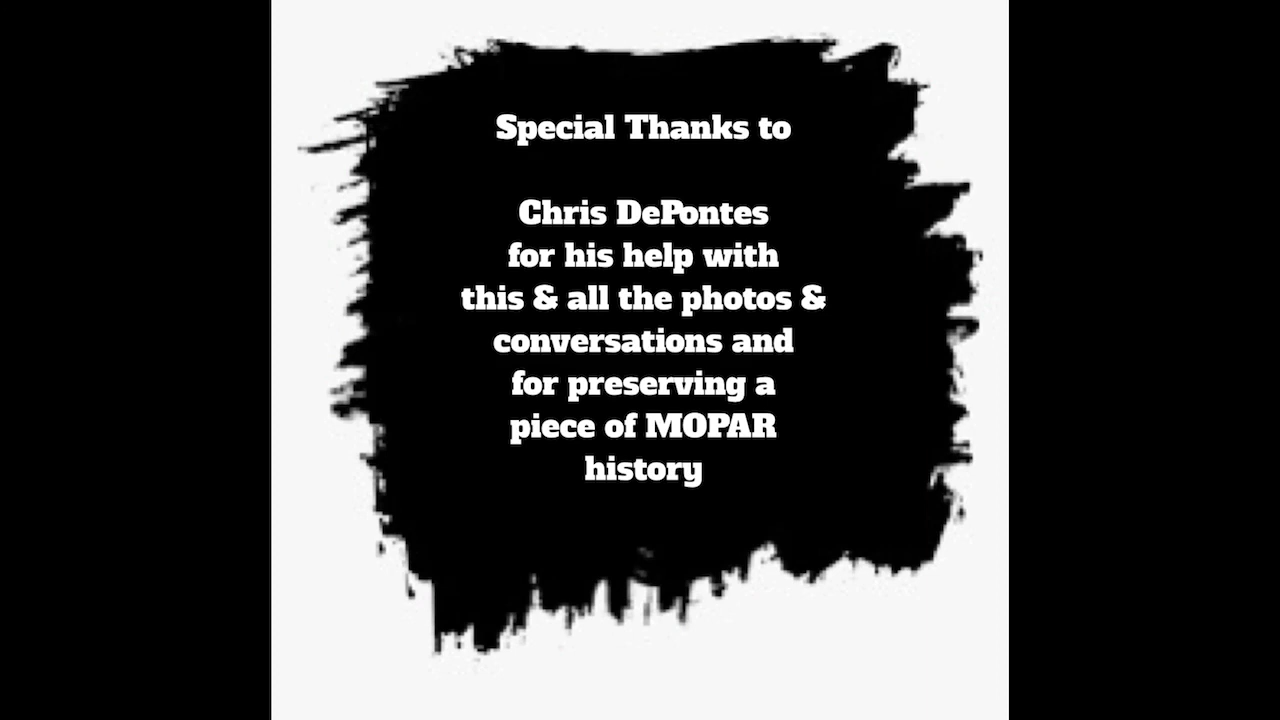 Special Thanks to
Chris DePontes
for his help with
this & all the photos &
conversations and
for preserving a
piece of MOPAR
history